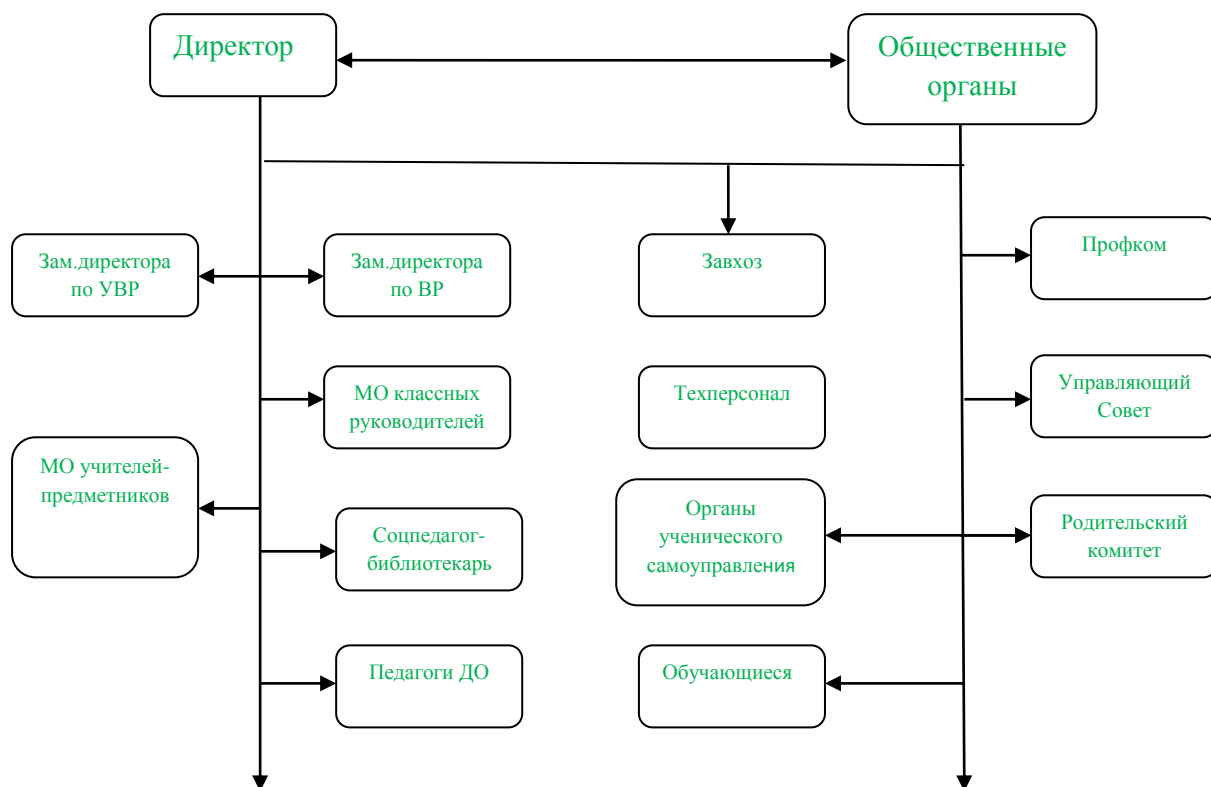 Директор
Общественные
органы
Зам.директора
по УВР
Зам.директора
по ВР
Завхоз
Профком
МО классных
руководителей
Техперсонал
Управляющий
Совет
МО учителей-
предметников
Соцпедагог-
библиотекарь
Органы
ученического
самоуправления
Родительский
комитет
Педагоги ДО
Обучающиеся